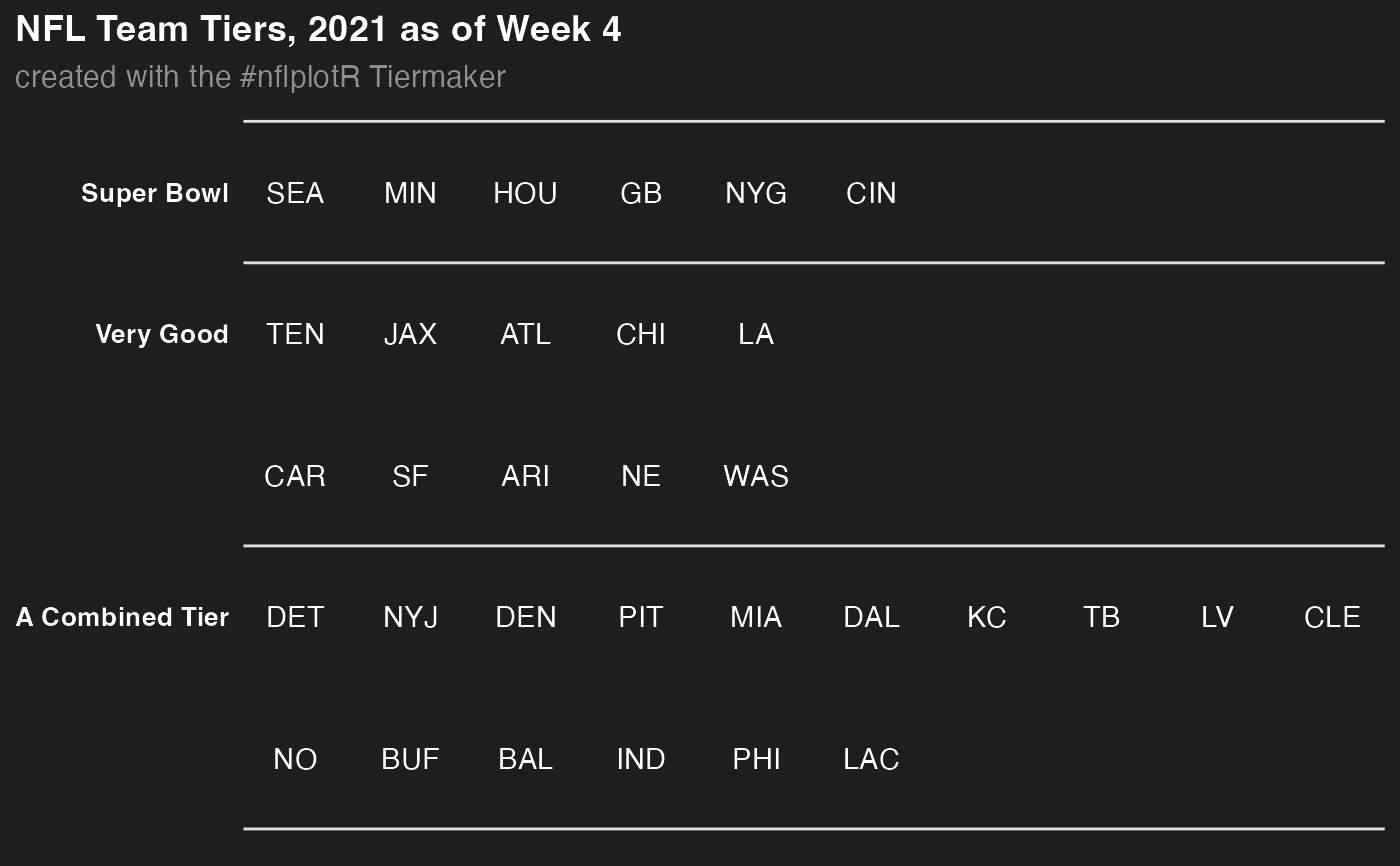 NFL Team Tiers, 2021 as of Week 4
created with the #nflplotR Tiermaker
Super Bowl SEA MIN HOU GB NYG CIN
Very Good TEN JAX ATL CHI LA
CAR SF ARI NE WAS
A Combined Tier DET NYJ DEN PIT MIA DAL KC TB LV CLE
NO BUF BAL IND PHI LAC